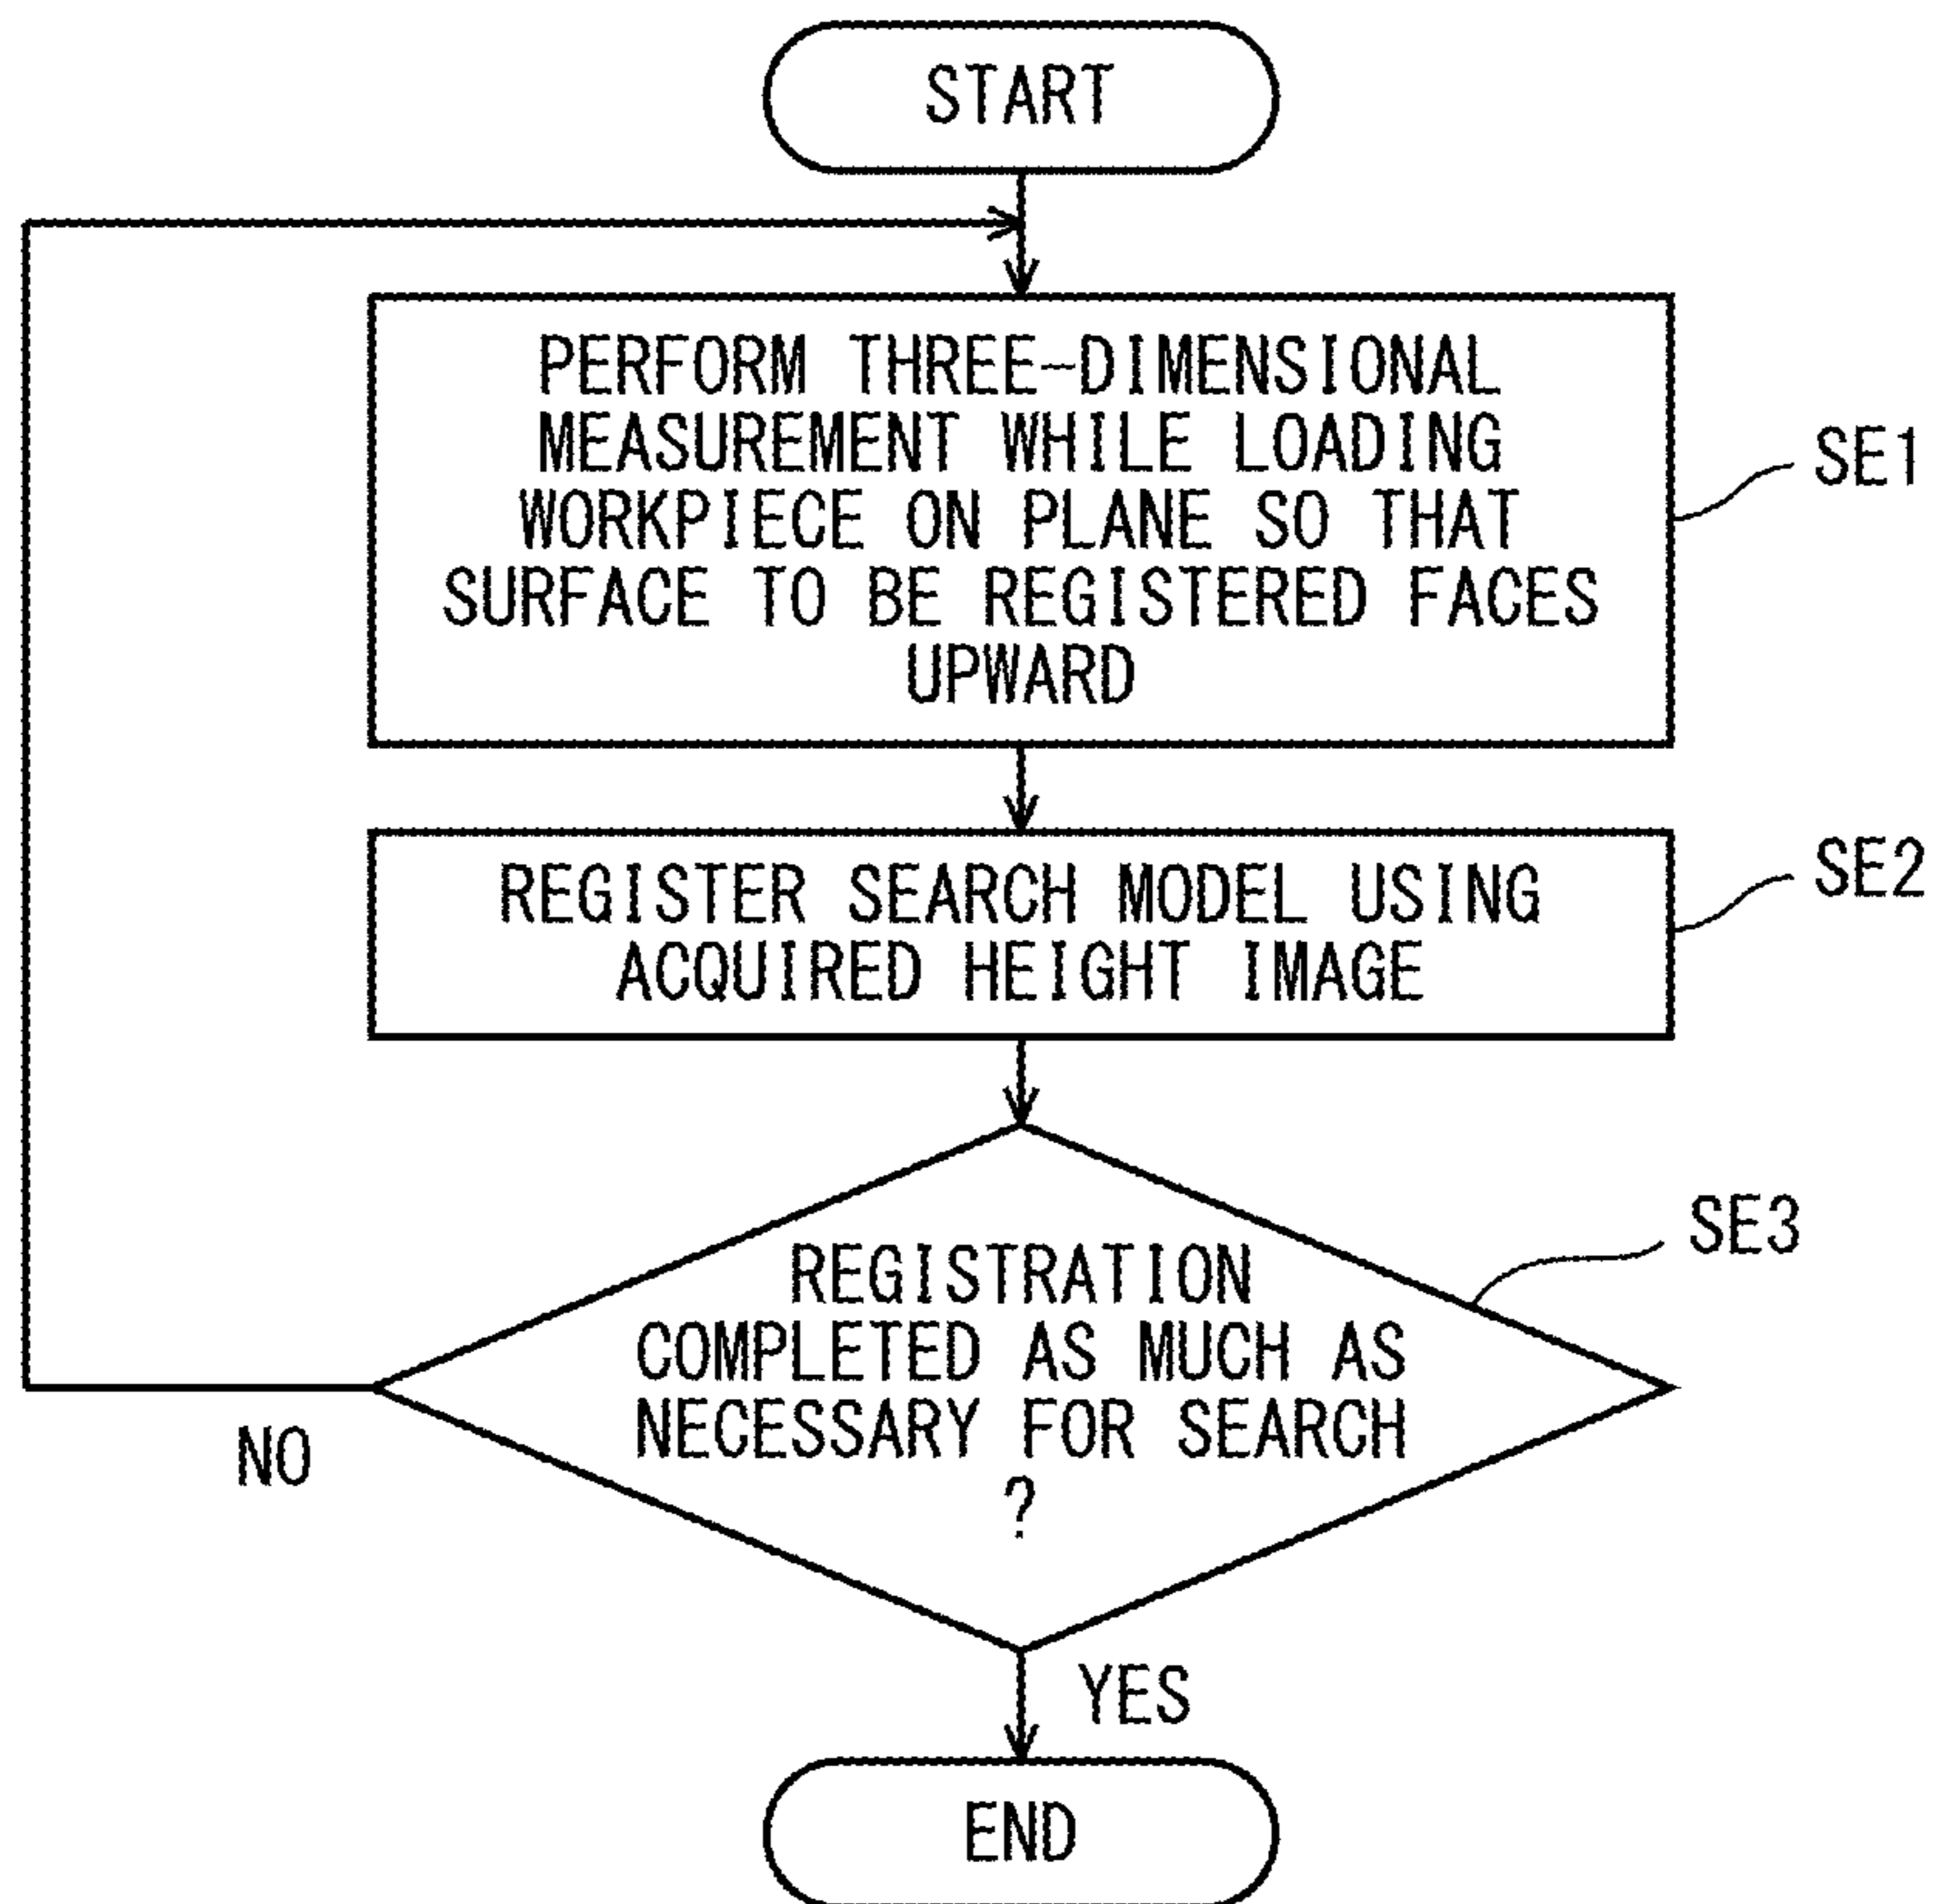 START
PERFORM THREE-DIMENSIONAL
MEASUREMENT WHILE LOADING
WORKPIECE ON PLANE SO THAT
SURFACE TO BE REGISTERED FACES
UPWARD
SE1
REGISTER SEARCH MODEL USING
ACQUIRED HEIGHT IMAGE
SE2
REGISTRATION
COMPLETED AS MUCH AS
NECESSARY FOR SEARCH
?
SE3
NO
YES
END